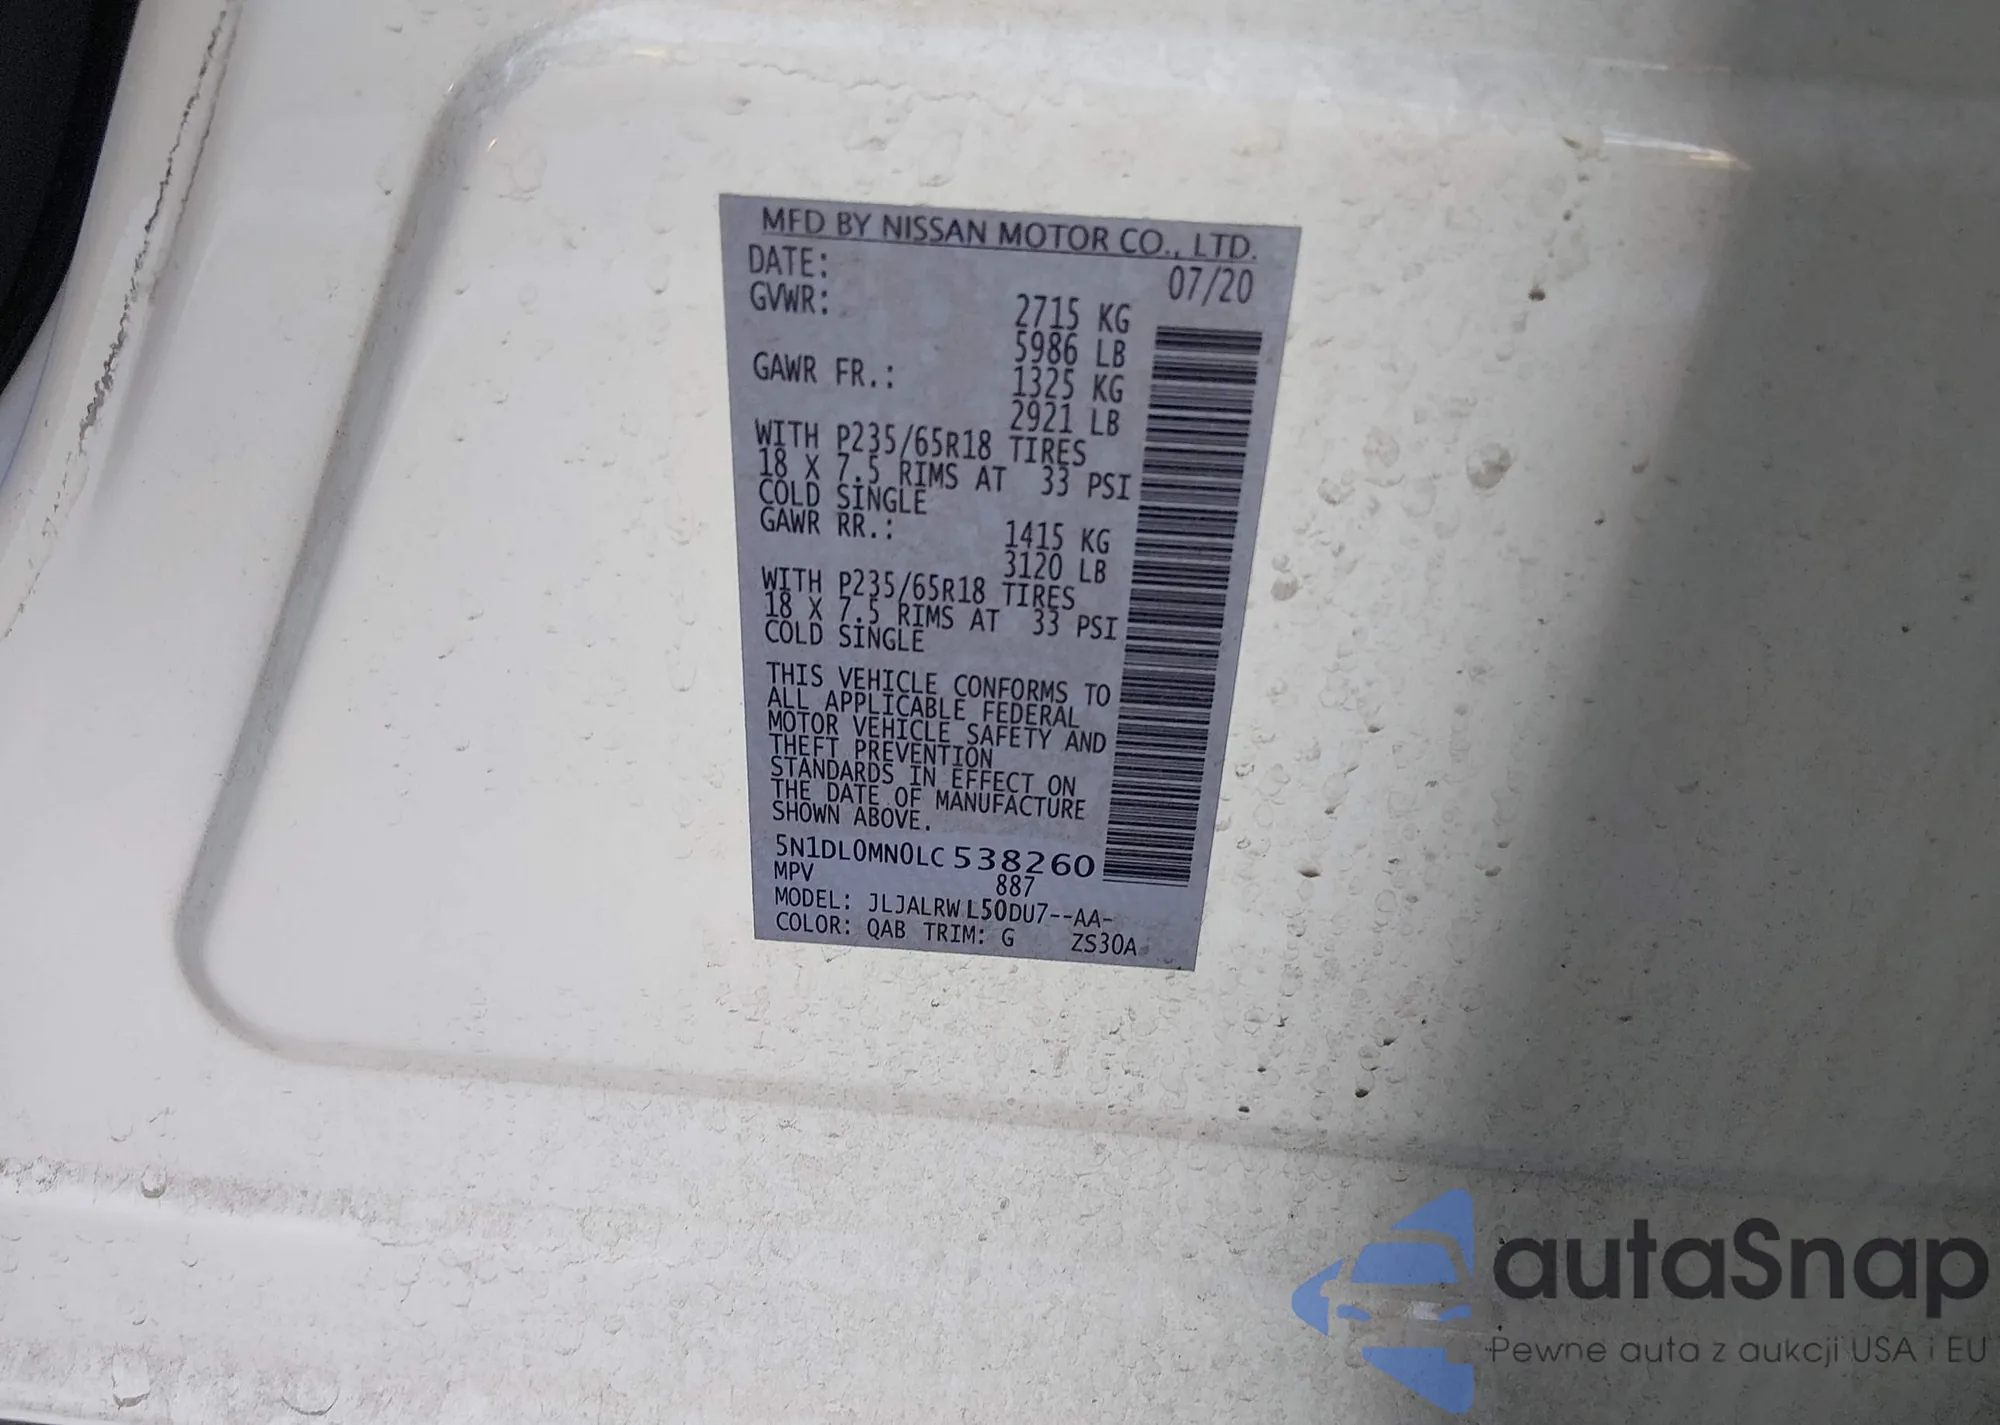 MFD BY NISSAN MOTOR CO., LTD.
DATE: 07/20
GVWR: 2715 KG
5986 LB
GAWR FR.: 1325 KG
2921 LB
WITH P235/65R18 TIRES
18 X 7.5 RIMS AT 33 PSI
COLD SINGLE
GAWR RR.: 1415 KG
3120 LB
WITH P235/65R18 TIRES
18 X 7.5 RIMS AT 33 PSI
COLD SINGLE
THIS VEHICLE CONFORMS TO
ALL APPLICABLE FEDERAL
MOTOR VEHICLE SAFETY AND
THEFT PREVENTION
STANDARDS IN EFFECT ON
THE DATE OF MANUFACTURE
SHOWN ABOVE.
5N1DL0MN0LC538260
MPV 887
MODEL: JLJALRWL50DU7--AA-
COLOR: QAB TRIM: G ZS30A
autaSnap
Pewne auta z aukcji USA i EU